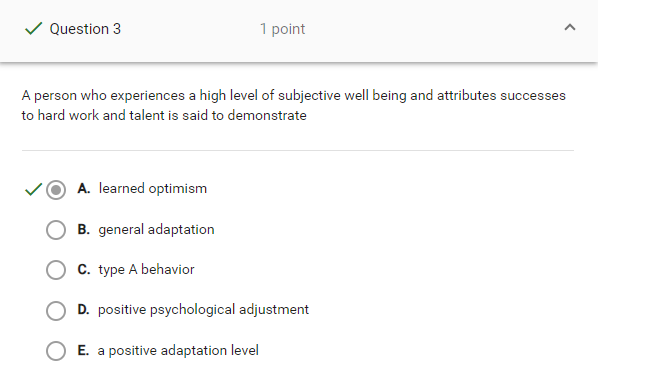 Question 3 1 point
A person who experiences a high level of subjective well being and attributes successes
to hard work and talent is said to demonstrate
A. learned optimism
B. general adaptation
C. type A behavior
D. positive psychological adjustment
E. a positive adaptation level